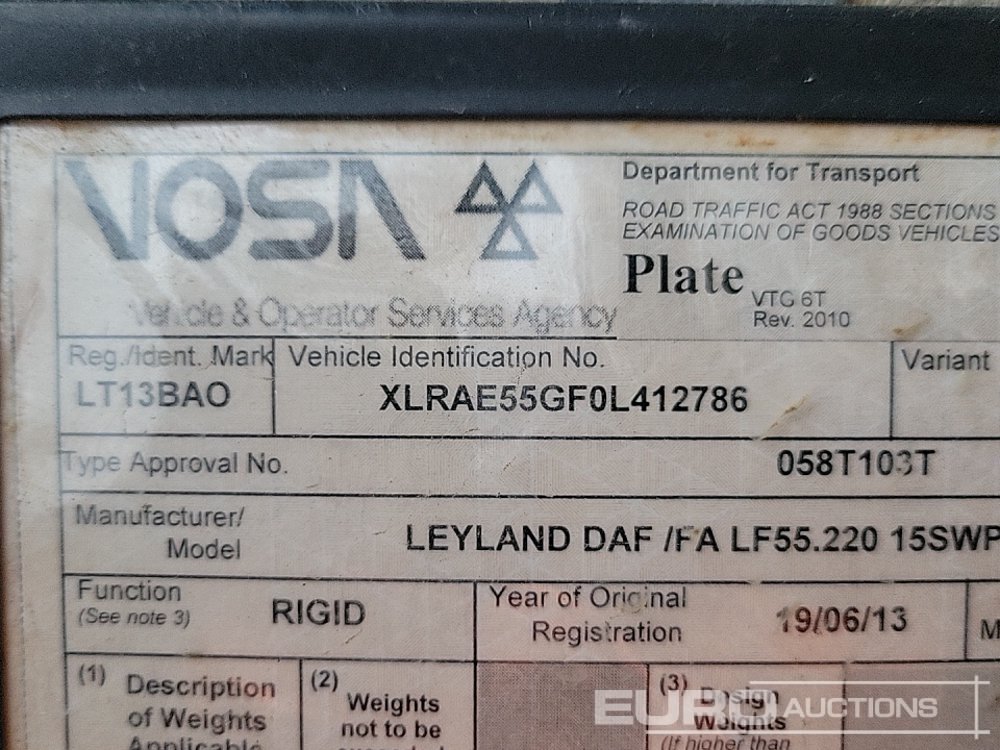 VOSA
Department for Transport
ROAD TRAFFIC ACT 1988 SECTIONS
EXAMINATION OF GOODS VEHICLES
Plate VTG 6T
Rev. 2010
Vehicle & Operator Services Agency
Reg./Ident. Mark
LT13BAO
Vehicle Identification No.
XLRAE55GF0L412786
Variant
Type Approval No. 058T103T
Manufacturer/
Model
LEYLAND DAF /FA LF55.220 15SWP
Function
(See note 3)
RIGID
Year of Original
Registration
19/06/13
M
(1) Description
of Weights
Applicable
(2) Weights
not to be
exceeded
(3) Design
Weights
(If higher than
EURO AUCTIONS